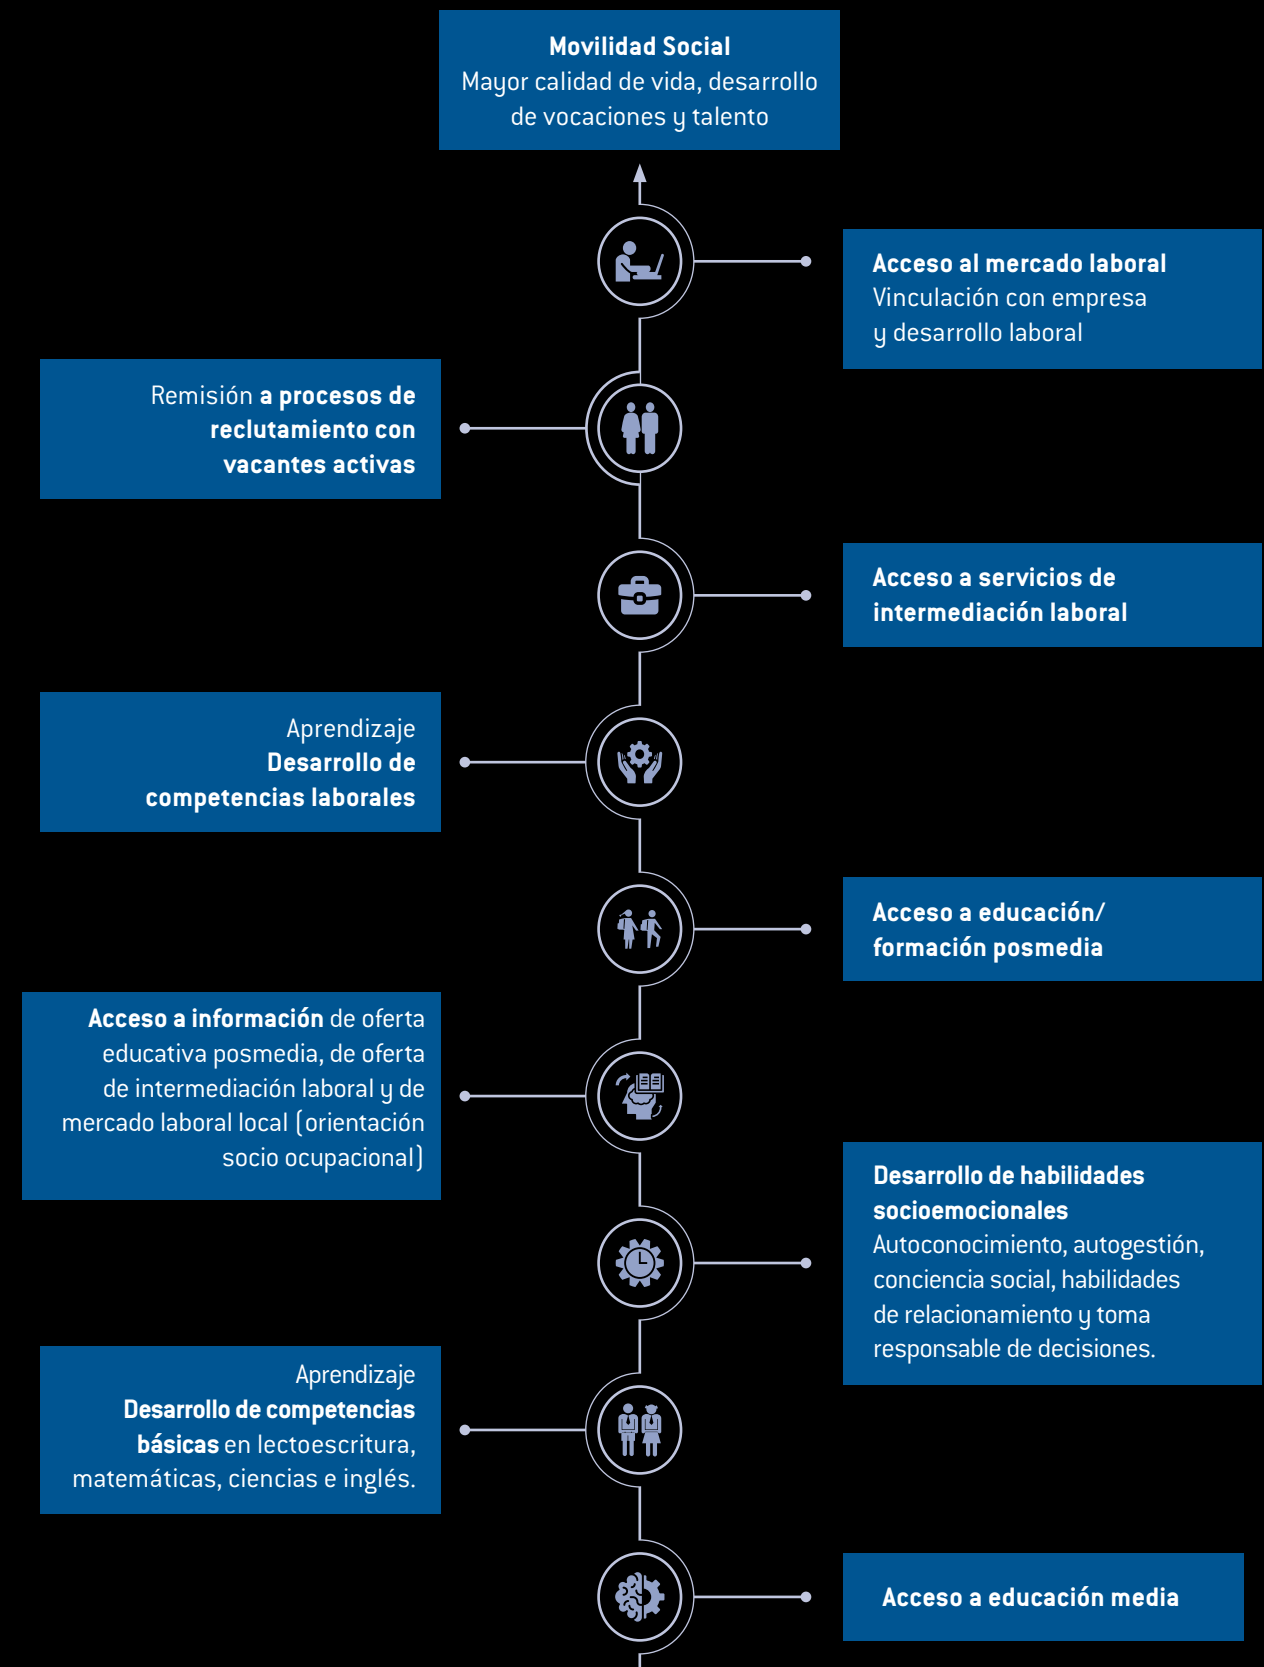 Movilidad Social
Mayor calidad de vida, desarrollo
de vocaciones y talento
Acceso al mercado laboral
Vinculación con empresa
y desarrollo laboral
Remisión a procesos de
reclutamiento con
vacantes activas
Acceso a servicios de
intermediación laboral
Aprendizaje
Desarrollo de
competencias laborales
Acceso a educación/
formación posmedia
Acceso a información de oferta
educativa posmedia, de oferta
de intermediación laboral y de
mercado laboral local (orientación
socio ocupacional)
Desarrollo de habilidades
socioemocionales
Autoconocimiento, autogestión,
conciencia social, habilidades
de relacionamiento y toma
responsable de decisiones.
Aprendizaje
Desarrollo de competencias
básicas en lectoescritura,
matemáticas, ciencias e inglés.
Acceso a educación media